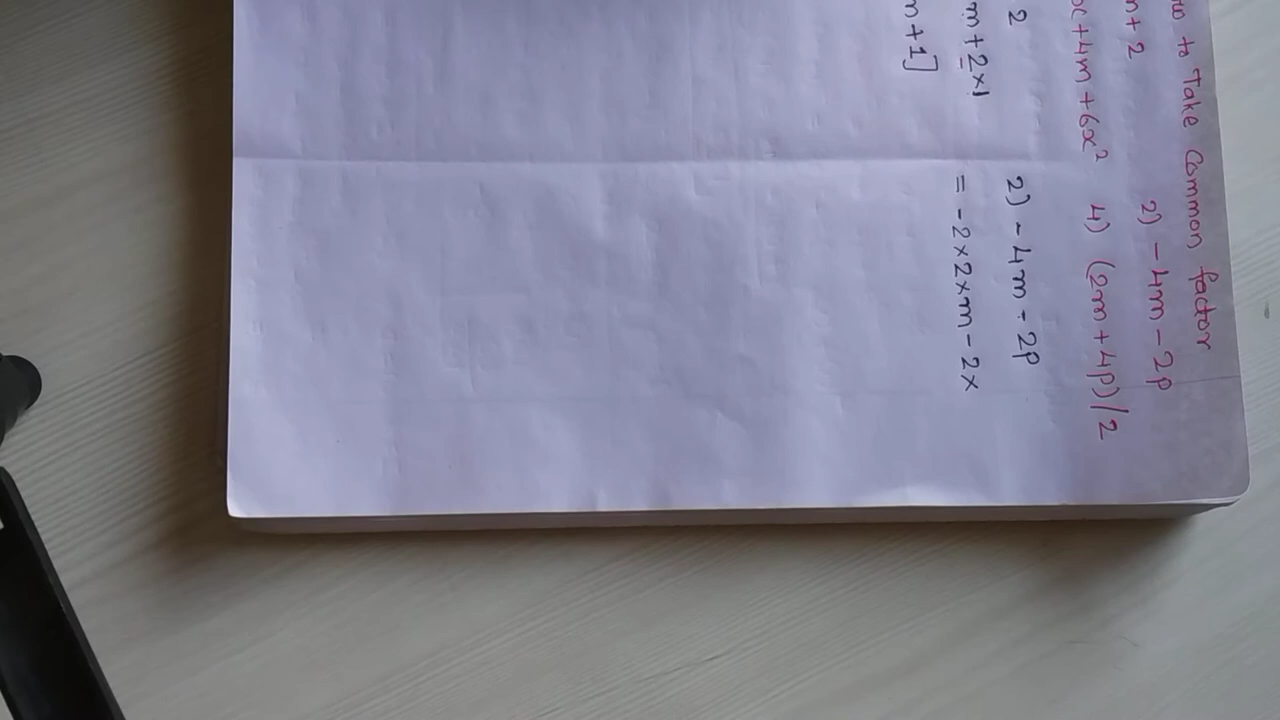 to Take Common factor
+ 2 2) - 4m - 2p
+ 4m + 6x² 4) (2m + 4p) / 2
2 2) - 4m - 2p
m + 2 x 1 = - 2 x 2 x m - 2 x
+ 1]